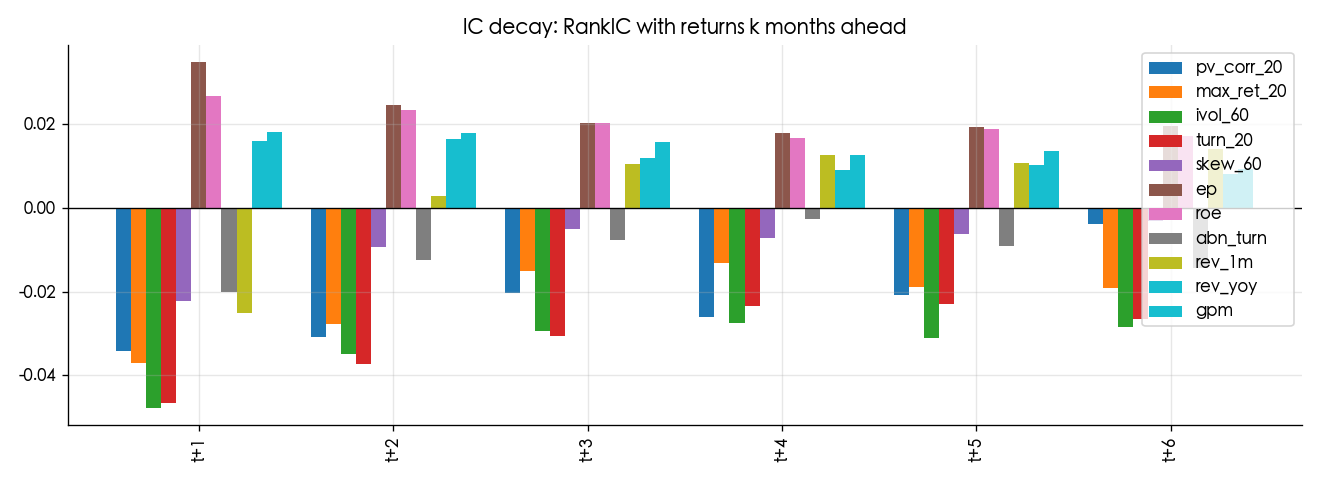 IC decay: RankIC with returns k months ahead
0.02
0.00
-0.02
-0.04
t+1
t+2
t+3
t+4
t+5
t+6
pv_corr_20
max_ret_20
ivol_60
turn_20
skew_60
ep
roe
abn_turn
rev_1m
rev_yoy
gpm